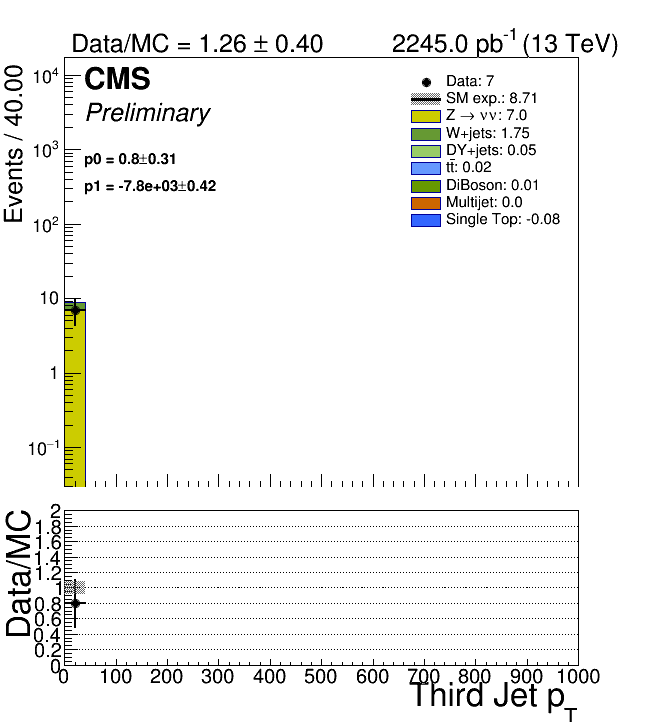 Data/MC = 1.26 ± 0.40 2245.0 pb-1 (13 TeV)
CMS
Preliminary
p0 = 0.8±0.31
p1 = -7.8e+03±0.42
Data: 7
SM exp.: 8.71
Z → νν: 7.0
W+jets: 1.75
DY+jets: 0.05
tt̄: 0.02
DiBoson: 0.01
Multijet: 0.0
Single Top: -0.08
Events / 40.00
10⁴
10³
10²
10
1
10⁻¹
Data/MC
2
1.8
1.6
1.4
1.2
1
0.8
0.6
0.4
0.2
0
0 100 200 300 400 500 600 700 800 900 1000
Third Jet pT